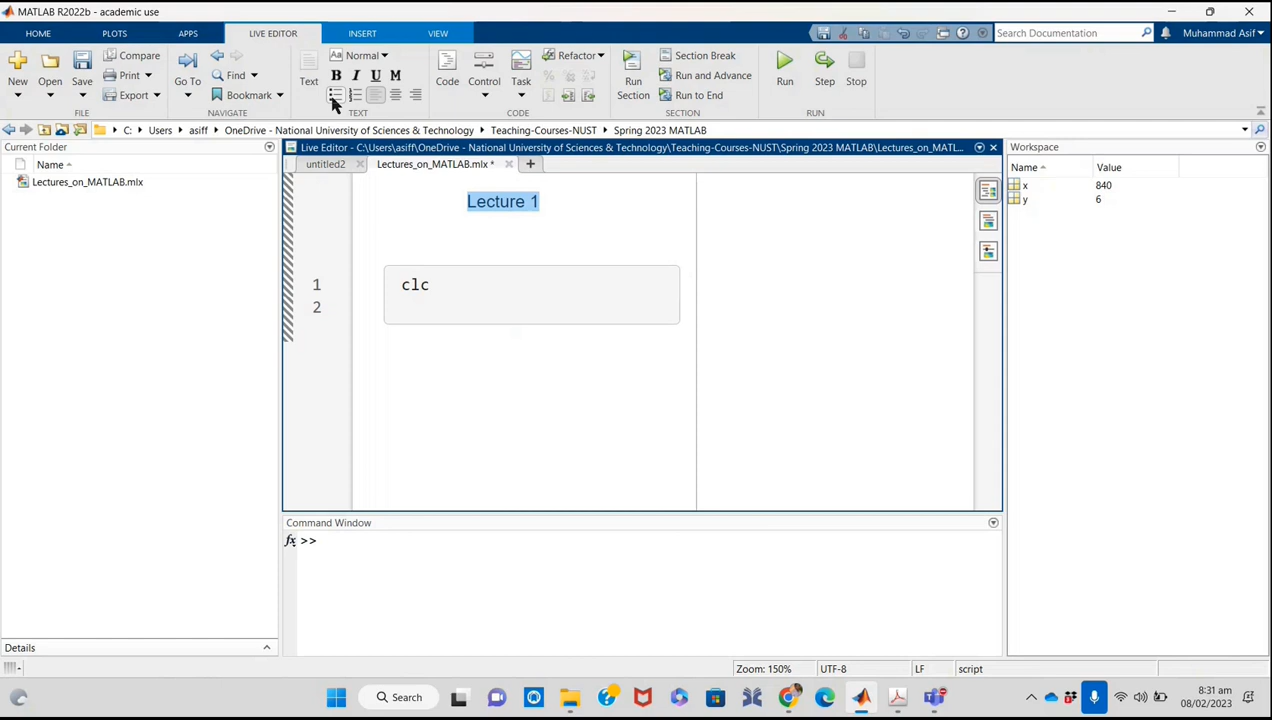 MATLAB R2022b - academic use
HOME PLOTS APPS LIVE EDITOR INSERT VIEW Search Documentation Muhammad Asif
New Open Save Compare Print Export
FILE
Go To Find Bookmark
NAVIGATE
Text Aa Normal
B I U M
TEXT
Code Control Task Refactor
CODE
Run Section Section Break Run and Advance Run to End
SECTION
Run Step Stop
RUN
C: Users asiff OneDrive - National University of Sciences & Technology Teaching-Courses-NUST Spring 2023 MATLAB
Current Folder
Name
Lectures_on_MATLAB.mlx
Details
Live Editor - C:\Users\asiff\OneDrive - National University of Sciences & Technology\Teaching-Courses-NUST\Spring 2023 MATLAB\Lectures_on_MATL...
untitled2 Lectures_on_MATLAB.mlx *
Lecture 1
1 clc
2
Command Window
fx >>
Workspace
Name Value
x 840
y 6
Zoom: 150% UTF-8 LF script
Search
8:31 am
08/02/2023